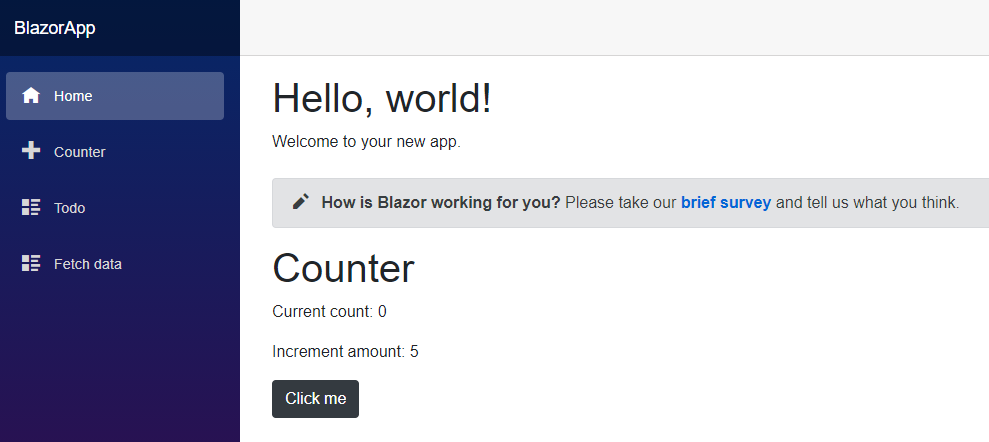 BlazorApp
Home
Counter
Todo
Fetch data
Hello, world!
Welcome to your new app.
How is Blazor working for you? Please take our brief survey and tell us what you think.
Counter
Current count: 0
Increment amount: 5
Click me